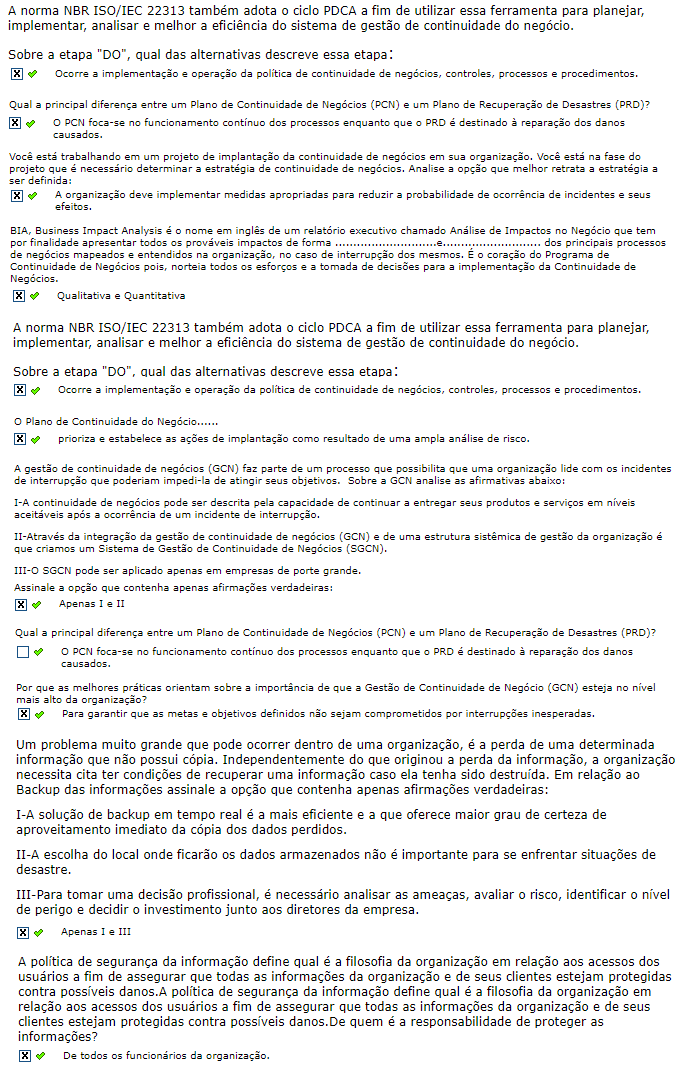 A norma NBR ISO/IEC 22313 também adota o ciclo PDCA a fim de utilizar essa ferramenta para planejar,
implementar, analisar e melhor a eficiência do sistema de gestão de continuidade do negócio.
Sobre a etapa "DO", qual das alternativas descreve essa etapa:
Ocorre a implementação e operação da política de continuidade de negócios, controles, processos e procedimentos.
Qual a principal diferença entre um Plano de Continuidade de Negócios (PCN) e um Plano de Recuperação de Desastres (PRD)?
O PCN foca-se no funcionamento contínuo dos processos enquanto que o PRD é destinado à reparação dos danos
causados.
Você está trabalhando em um projeto de implantação da continuidade de negócios em sua organização. Você está na fase do
projeto que é necessário determinar a estratégia de continuidade de negócios. Analise a opção que melhor retrata a estratégia a
ser definida:
A organização deve implementar medidas apropriadas para reduzir a probabilidade de ocorrência de incidentes e seus
efeitos.
BIA, Business Impact Analysis é o nome em inglês de um relatório executivo chamado Análise de Impactos no Negócio que tem
por finalidade apresentar todos os prováveis impactos de forma ............................e........................... dos principais processos
de negócios mapeados e entendidos na organização, no caso de interrupção dos mesmos. É o coração do Programa de
Continuidade de Negócios pois, norteia todos os esforços e a tomada de decisões para a implementação da Continuidade de
Negócios.
Qualitativa e Quantitativa
A norma NBR ISO/IEC 22313 também adota o ciclo PDCA a fim de utilizar essa ferramenta para planejar,
implementar, analisar e melhor a eficiência do sistema de gestão de continuidade do negócio.
Sobre a etapa "DO", qual das alternativas descreve essa etapa:
Ocorre a implementação e operação da política de continuidade de negócios, controles, processos e procedimentos.
O Plano de Continuidade do Negócio......
prioriza e estabelece as ações de implantação como resultado de uma ampla análise de risco.
A gestão de continuidade de negócios (GCN) faz parte de um processo que possibilita que uma organização lide com os incidentes
de interrupção que poderiam impedi-la de atingir seus objetivos.  Sobre a GCN analise as afirmativas abaixo:
I-A continuidade de negócios pode ser descrita pela capacidade de continuar a entregar seus produtos e serviços em níveis
aceitáveis após a ocorrência de um incidente de interrupção.
II-Através da integração da gestão de continuidade de negócios (GCN) e de uma estrutura sistêmica de gestão da organização é
que criamos um Sistema de Gestão de Continuidade de Negócios (SGCN).
III-O SGCN pode ser aplicado apenas em empresas de porte grande.
Assinale a opção que contenha apenas afirmações verdadeiras:
Apenas I e II
Qual a principal diferença entre um Plano de Continuidade de Negócios (PCN) e um Plano de Recuperação de Desastres (PRD)?
O PCN foca-se no funcionamento contínuo dos processos enquanto que o PRD é destinado à reparação dos danos
causados.
Por que as melhores práticas orientam sobre a importância de que a Gestão de Continuidade de Negócio (GCN) esteja no nível
mais alto da organização?
Para garantir que as metas e objetivos definidos não sejam comprometidos por interrupções inesperadas.
Um problema muito grande que pode ocorrer dentro de uma organização, é a perda de uma determinada
informação que não possui cópia. Independentemente do que originou a perda da informação, a organização
necessita cita ter condições de recuperar uma informação caso ela tenha sido destruída. Em relação ao
Backup das informações assinale a opção que contenha apenas afirmações verdadeiras:
I-A solução de backup em tempo real é a mais eficiente e a que oferece maior grau de certeza de
aproveitamento imediato da cópia dos dados perdidos.
II-A escolha do local onde ficarão os dados armazenados não é importante para se enfrentar situações de
desastre.
III-Para tomar uma decisão profissional, é necessário analisar as ameaças, avaliar o risco, identificar o nível
de perigo e decidir o investimento junto aos diretores da empresa.
Apenas I e III
A política de segurança da informação define qual é a filosofia da organização em relação aos acessos dos
usuários a fim de assegurar que todas as informações da organização e de seus clientes estejam protegidas
contra possíveis danos.A política de segurança da informação define qual é a filosofia da organização em
relação aos acessos dos usuários a fim de assegurar que todas as informações da organização e de seus
clientes estejam protegidas contra possíveis danos.De quem é a responsabilidade de proteger as
informações?
De todos os funcionários da organização.